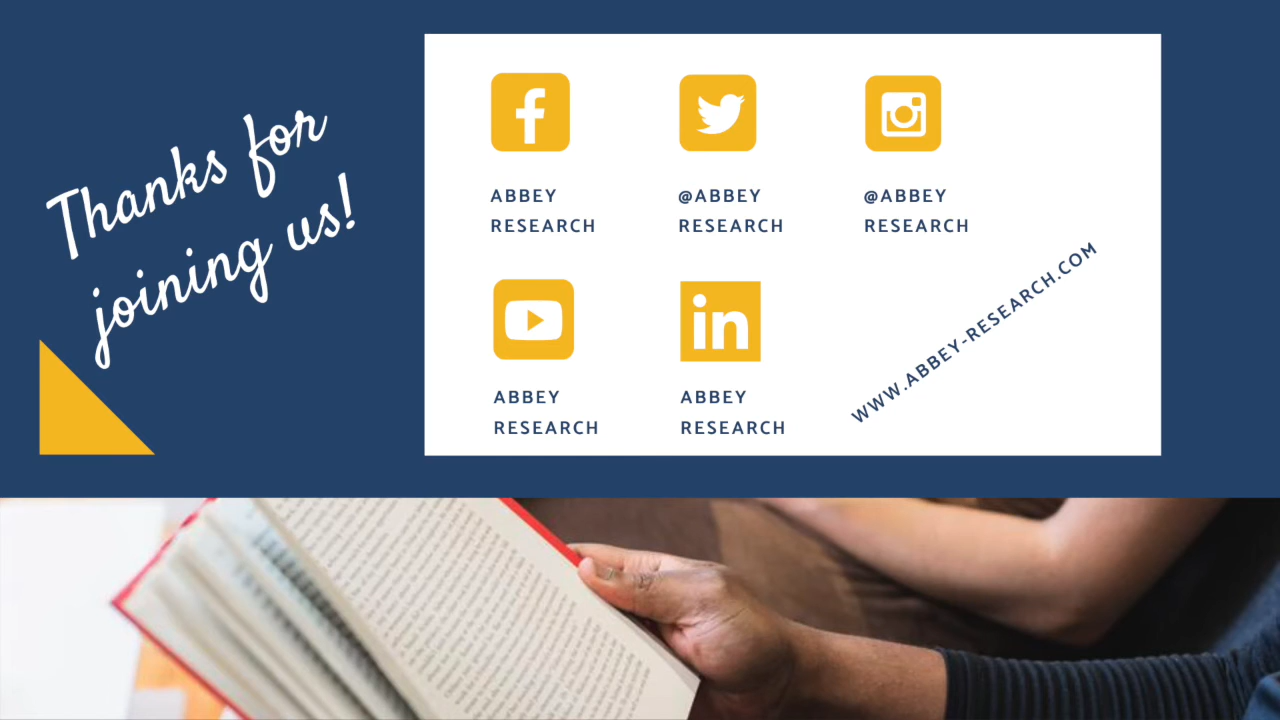 Thanks for
joining us!
ABBEY
RESEARCH
@ABBEY
RESEARCH
@ABBEY
RESEARCH
ABBEY
RESEARCH
ABBEY
RESEARCH
WWW.ABBEY-RESEARCH.COM